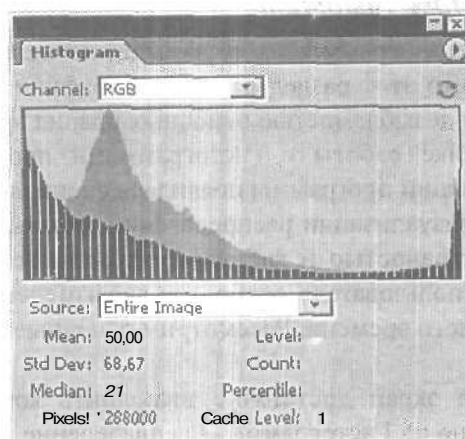 Histogram
Channel: RGB
Source: Entire Image
Mean: 50,00 Level:
Std Dev: 68,67 Count:
Median: 21 Percentile:
Pixels! 288000 Cache Level: 1